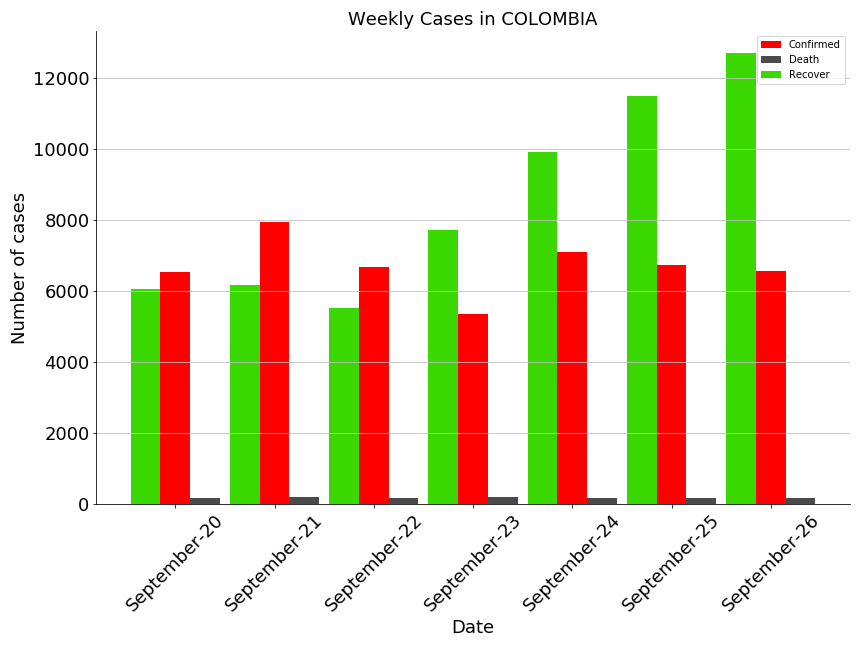 Weekly Cases in COLOMBIA
Confirmed
Death
Recover
Number of cases
12000
10000
8000
6000
4000
2000
0
September-20
September-21
September-22
September-23
September-24
September-25
September-26
Date